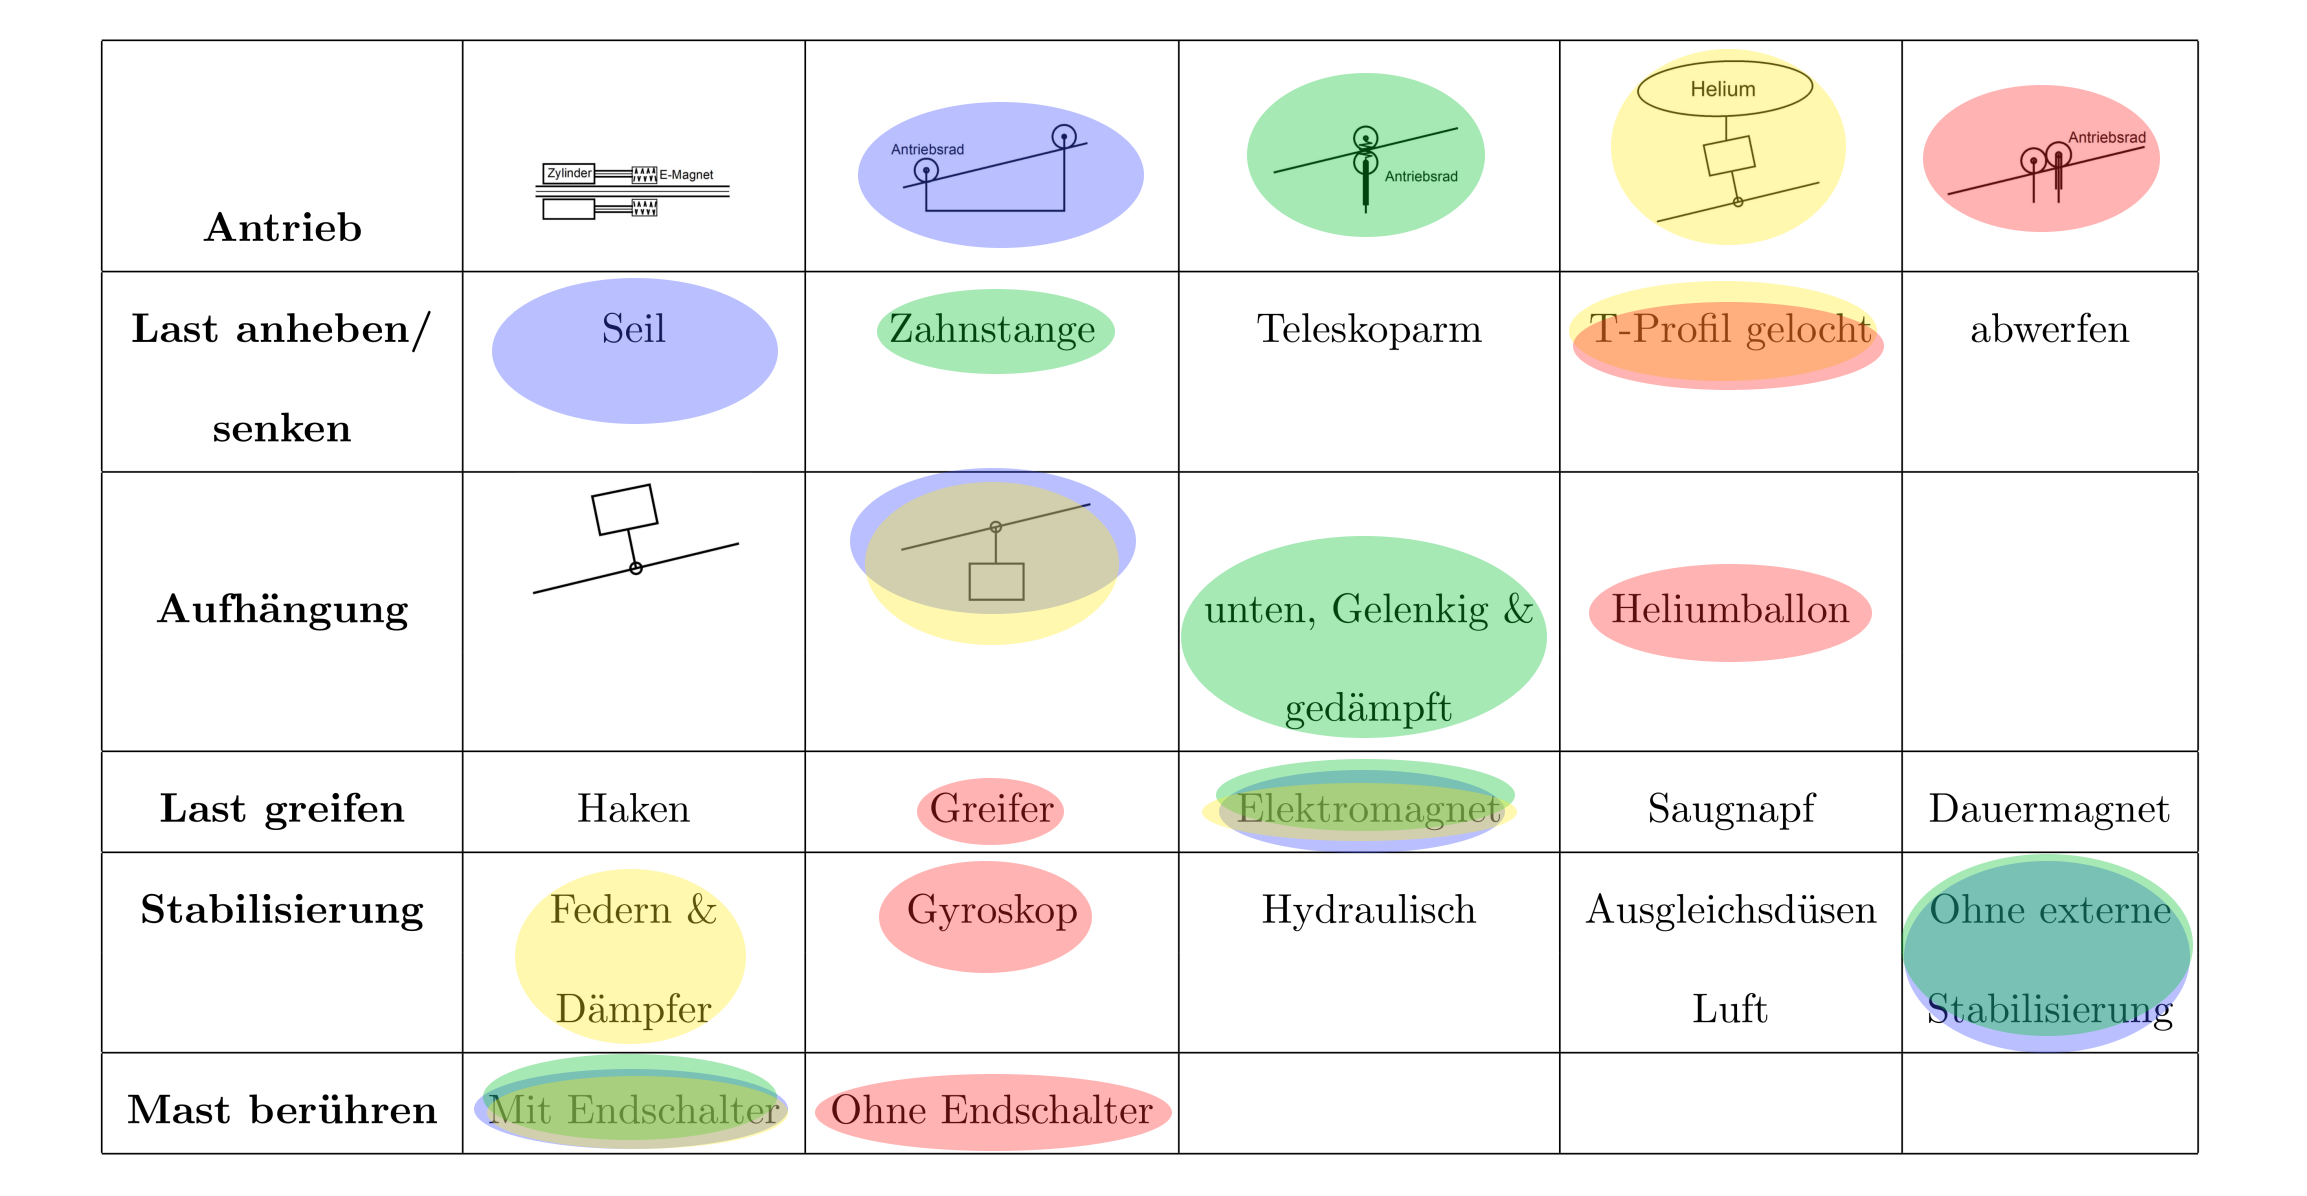 Antrieb
Zylinder
E-Magnet
Antriebsrad
Antriebsrad
Helium
Antriebsrad
Last anheben/
senken
Seil
Zahnstange
Teleskoparm
T-Profil gelocht
abwerfen
Aufhängung
unten, Gelenkig &
gedämpft
Heliumballon
Last greifen
Haken
Greifer
Elektromagnet
Saugnapf
Dauermagnet
Stabilisierung
Federn &
Dämpfer
Gyroskop
Hydraulisch
Ausgleichsdüsen
Luft
Ohne externe
Stabilisierung
Mast berühren
Mit Endschalter
Ohne Endschalter